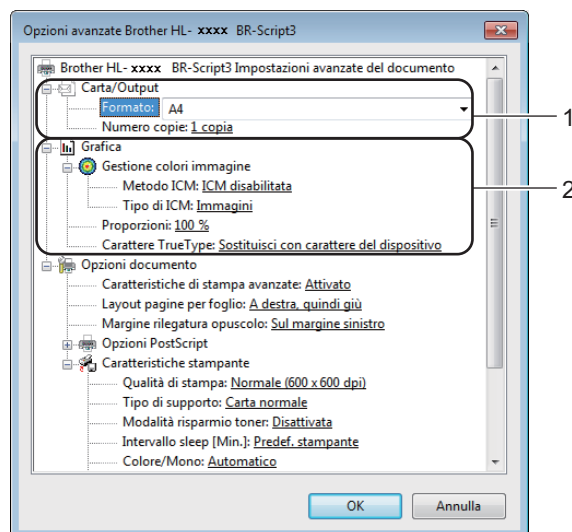 Opzioni avanzate Brother HL- xxxx BR-Script3
Brother HL- xxxx BR-Script3 Impostazioni avanzate del documento
Carta/Output
Formato: A4
Numero copie: 1 copia
1
Grafica
Gestione colori immagine
Metodo ICM: ICM disabilitata
2
Tipo di ICM: Immagini
Proporzioni: 100 %
Carattere TrueType: Sostituisci con carattere del dispositivo
Opzioni documento
Caratteristiche di stampa avanzate: Attivato
Layout pagine per foglio: A destra, quindi giù
Margine rilegatura opuscolo: Sul margine sinistro
Opzioni PostScript
Caratteristiche stampante
Qualità di stampa: Normale (600 x 600 dpi)
Tipo di supporto: Carta normale
Modalità risparmio toner: Disattivata
Intervallo sleep [Min.]: Predef. stampante
Colore/Mono: Automatico
OK
Annulla